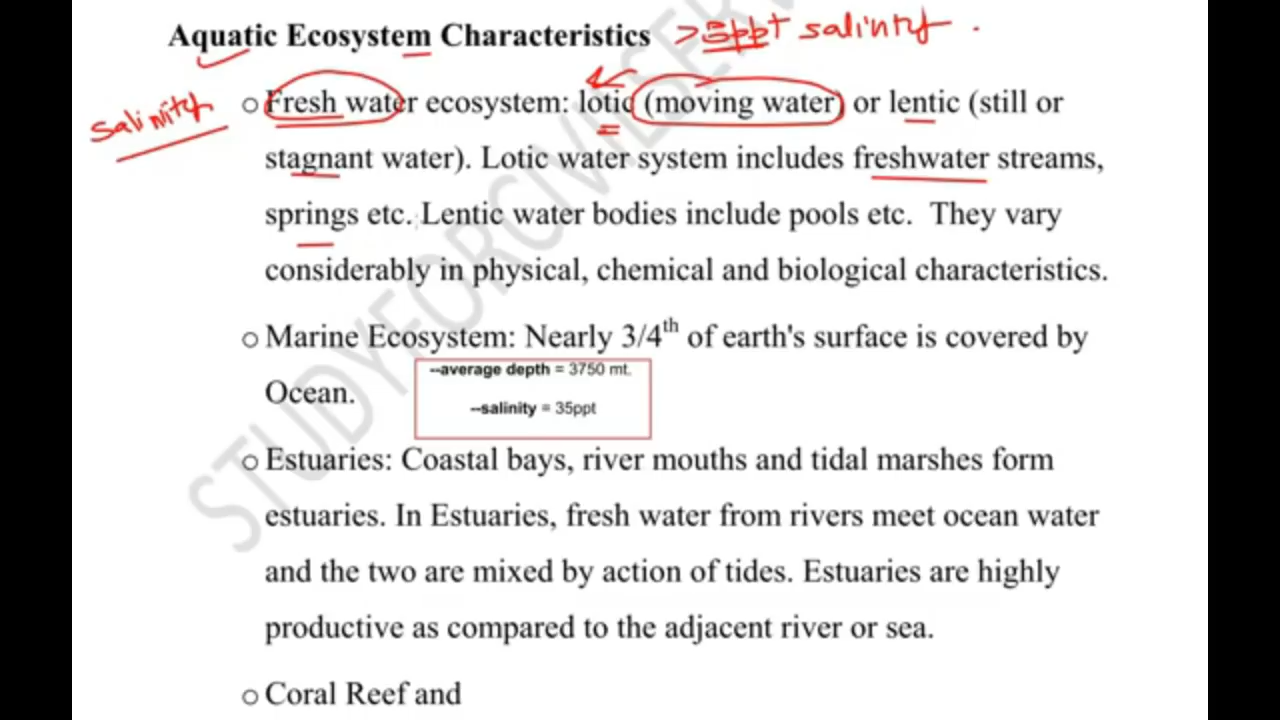 Aquatic Ecosystem Characteristics >5ppt salinity.
salinity
o Fresh water ecosystem: lotic (moving water) or lentic (still or
stagnant water). Lotic water system includes freshwater streams,
springs etc. Lentic water bodies include pools etc. They vary
considerably in physical, chemical and biological characteristics.
o Marine Ecosystem: Nearly 3/4th of earth's surface is covered by
Ocean.
--average depth = 3750 mt.
--salinity = 35ppt
o Estuaries: Coastal bays, river mouths and tidal marshes form
estuaries. In Estuaries, fresh water from rivers meet ocean water
and the two are mixed by action of tides. Estuaries are highly
productive as compared to the adjacent river or sea.
o Coral Reef and
STUDYFORCIVILSERV